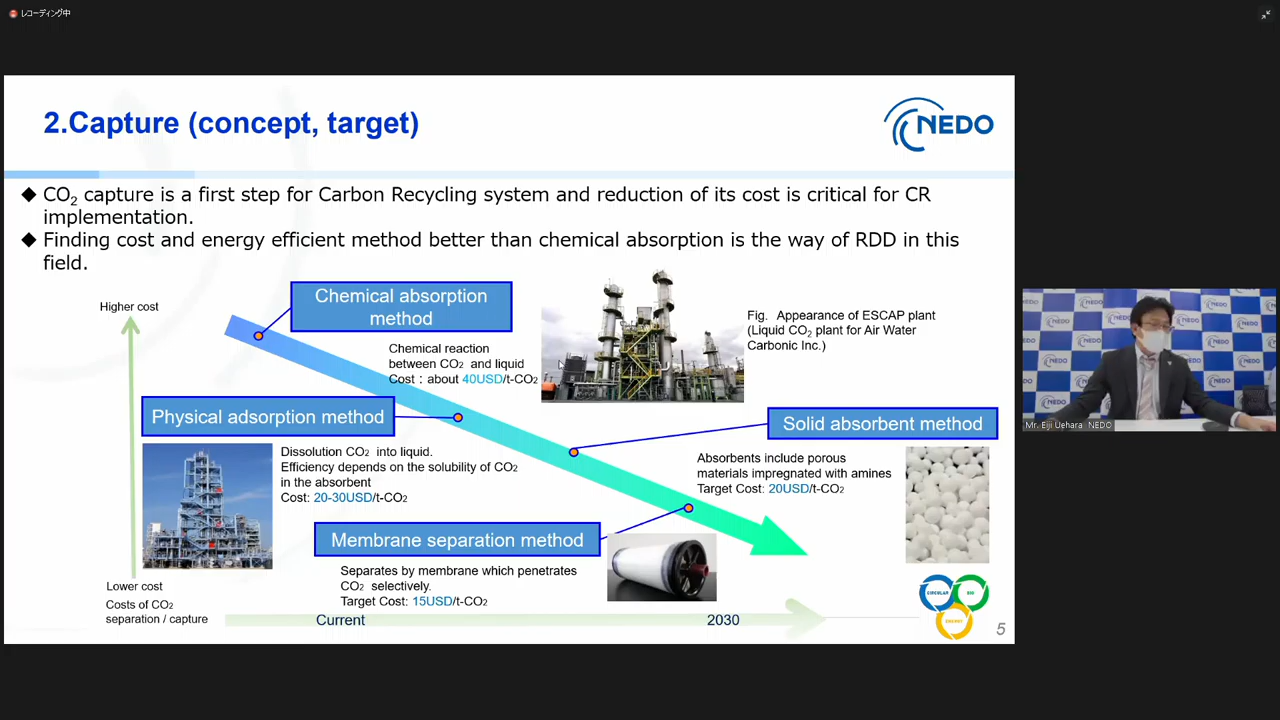 レコーディング中
2.Capture (concept, target)
NEDO
◆ CO₂ capture is a first step for Carbon Recycling system and reduction of its cost is critical for CR
implementation.
◆ Finding cost and energy efficient method better than chemical absorption is the way of RDD in this
field.
Higher cost
Chemical absorption
method
Chemical reaction
between CO₂ and liquid
Cost：about 40USD/t-CO₂
Fig. Appearance of ESCAP plant
(Liquid CO₂ plant for Air Water
Carbonic Inc.)
Physical adsorption method
Dissolution CO₂ into liquid.
Efficiency depends on the solubility of CO₂
in the absorbent
Cost: 20-30USD/t-CO₂
Solid absorbent method
Absorbents include porous
materials impregnated with amines
Target Cost: 20USD/t-CO₂
Membrane separation method
Separates by membrane which penetrates
CO₂ selectively.
Target Cost: 15USD/t-CO₂
Lower cost
Costs of CO₂
separation / capture
Current
2030
CIRCULAR
BIO
ENERGY
5
Mr. Eiji Uehara NEDO